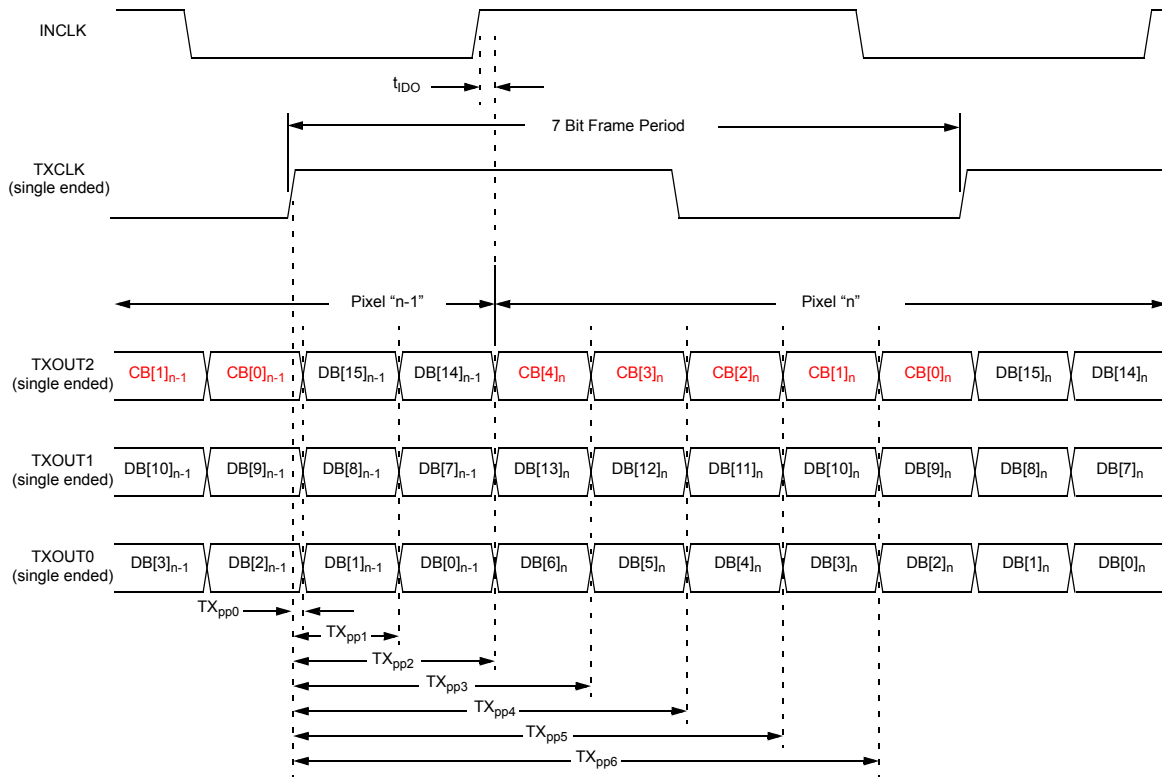 INCLK
tIDO
7 Bit Frame Period
TXCLK
(single ended)
Pixel “n-1” Pixel “n”
TXOUT2
(single ended)
CB[1]n-1 CB[0]n-1 DB[15]n-1 DB[14]n-1 CB[4]n CB[3]n CB[2]n CB[1]n CB[0]n DB[15]n DB[14]n
TXOUT1
(single ended)
DB[10]n-1 DB[9]n-1 DB[8]n-1 DB[7]n-1 DB[13]n DB[12]n DB[11]n DB[10]n DB[9]n DB[8]n DB[7]n
TXOUT0
(single ended)
DB[3]n-1 DB[2]n-1 DB[1]n-1 DB[0]n-1 DB[6]n DB[5]n DB[4]n DB[3]n DB[2]n DB[1]n DB[0]n
TXpp0
TXpp1
TXpp2
TXpp3
TXpp4
TXpp5
TXpp6